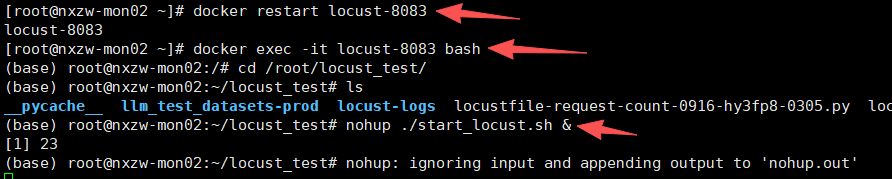 [root@nxzw-mon02 ~]# docker restart locust-8083
locust-8083
[root@nxzw-mon02 ~]# docker exec -it locust-8083 bash
(base) root@nxzw-mon02:/# cd /root/locust_test/
(base) root@nxzw-mon02:~/locust_test# ls
__pycache__  llm_test_datasets-prod  locust-logs  locustfile-request-count-0916-hy3fp8-0305.py  loc
(base) root@nxzw-mon02:~/locust_test# nohup ./start_locust.sh &
[1] 23
(base) root@nxzw-mon02:~/locust_test# nohup: ignoring input and appending output to 'nohup.out'